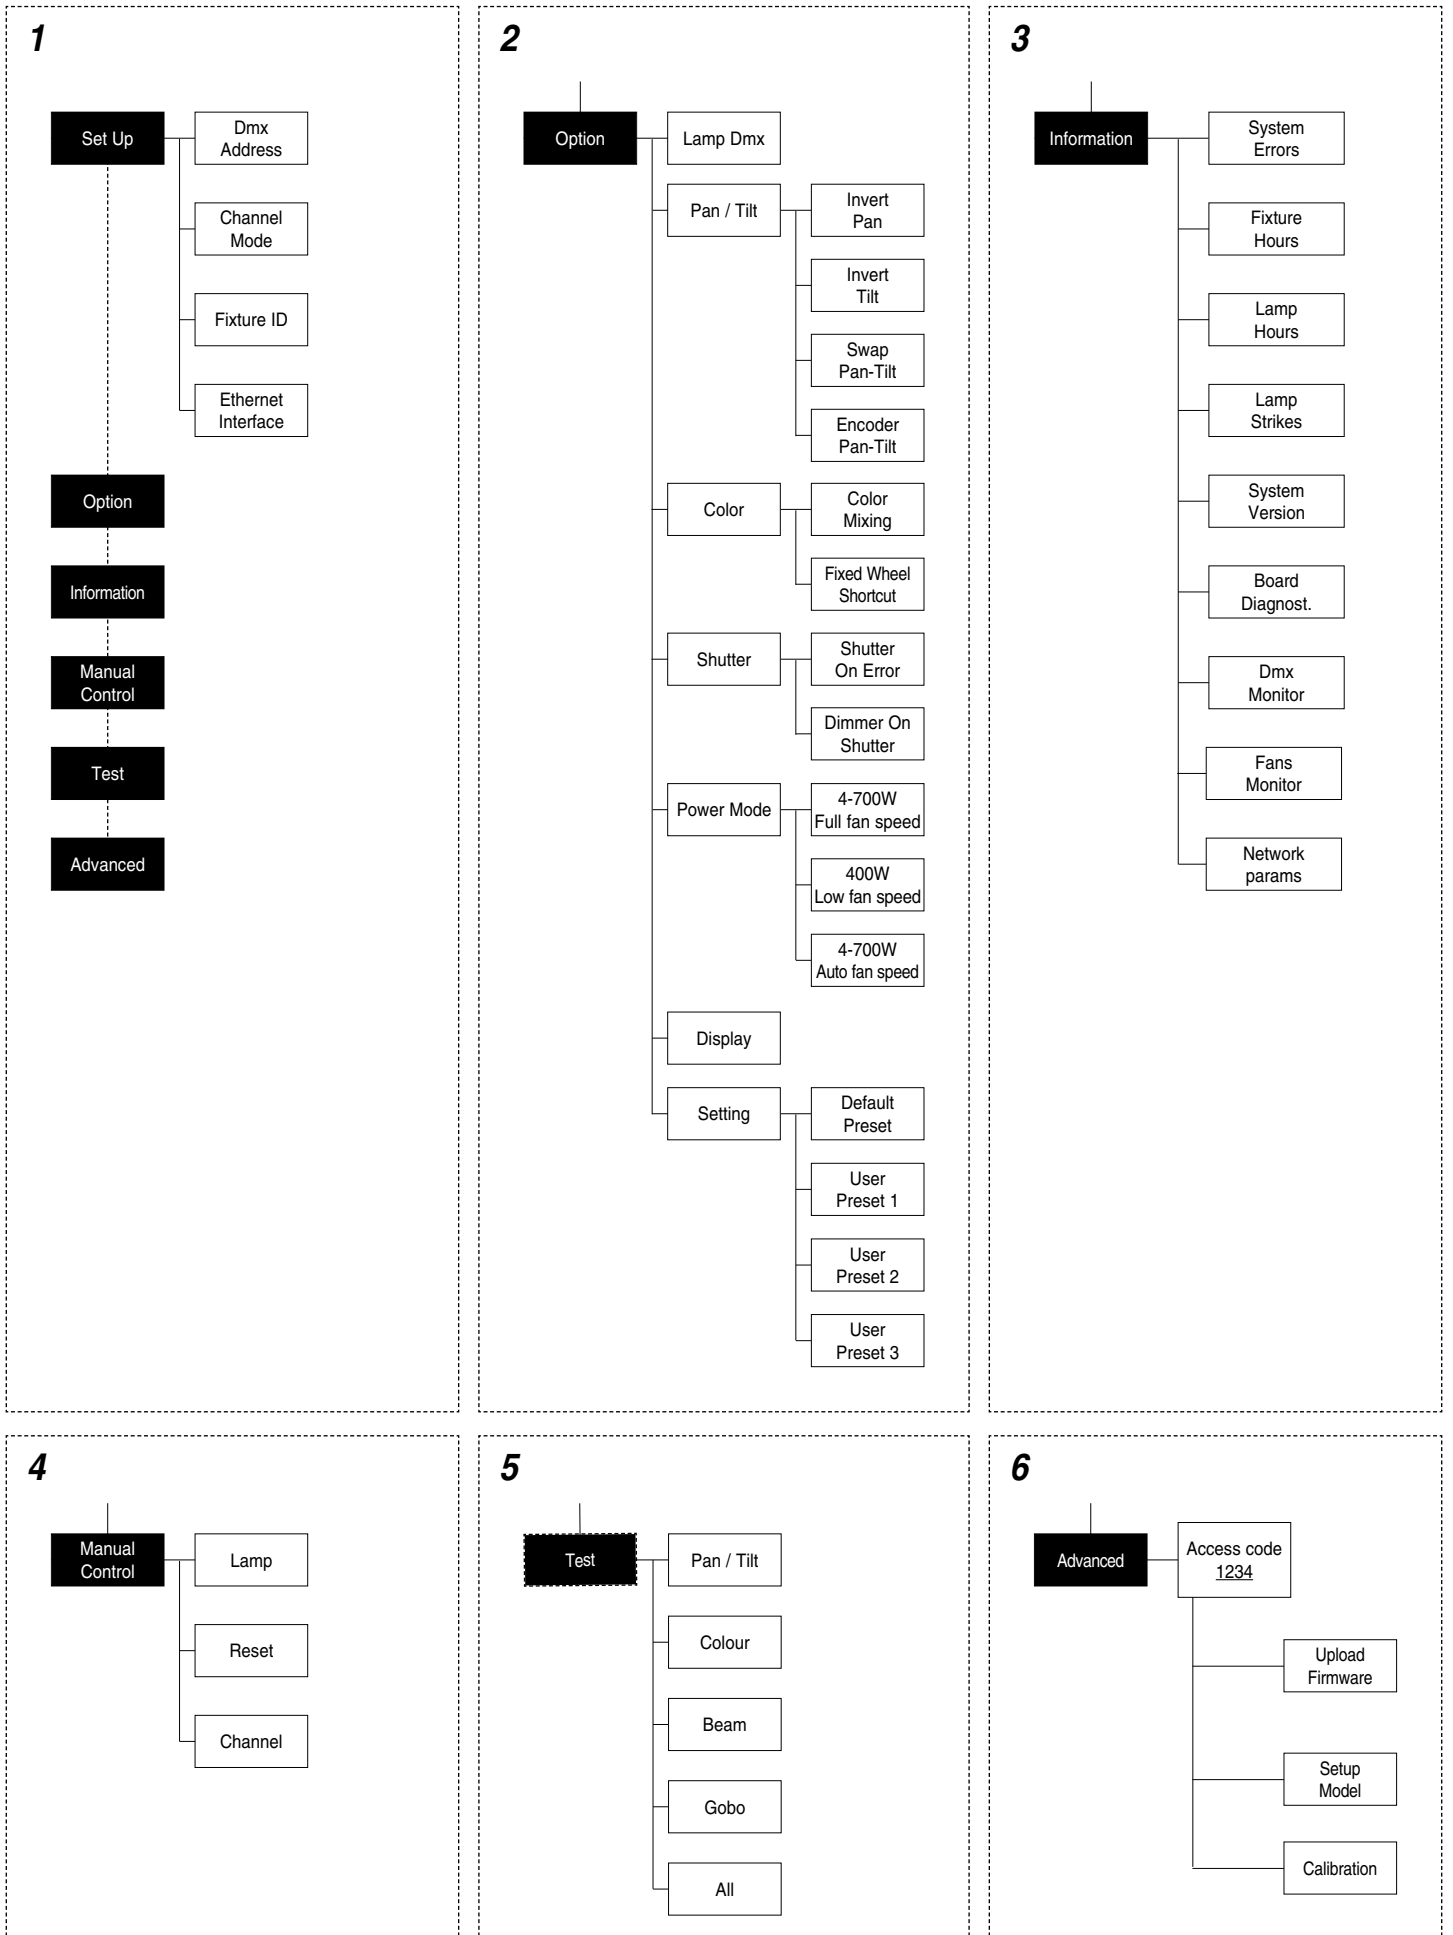 1
Set Up
Dmx
Address
Channel
Mode
Fixture ID
Ethernet
Interface
Option
Information
Manual
Control
Test
Advanced
2
Option
Lamp Dmx
Pan / Tilt
Invert
Pan
Invert
Tilt
Swap
Pan-Tilt
Encoder
Pan-Tilt
Color
Color
Mixing
Fixed Wheel
Shortcut
Shutter
Shutter
On Error
Dimmer On
Shutter
Power Mode
4-700W
Full fan speed
400W
Low fan speed
4-700W
Auto fan speed
Display
Setting
Default
Preset
User
Preset 1
User
Preset 2
User
Preset 3
3
Information
System
Errors
Fixture
Hours
Lamp
Hours
Lamp
Strikes
System
Version
Board
Diagnost.
Dmx
Monitor
Fans
Monitor
Network
params
4
Manual
Control
Lamp
Reset
Channel
5
Test
Pan / Tilt
Colour
Beam
Gobo
All
6
Advanced
Access code
1234
Upload
Firmware
Setup
Model
Calibration